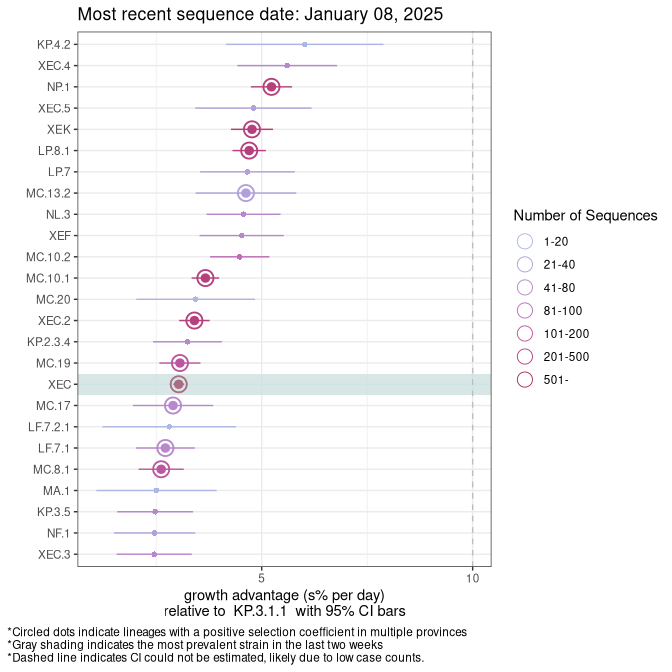 Most recent sequence date: January 08, 2025
KP.4.2
XEC.4
NP.1
XEC.5
XEK
LP.8.1
LP.7
MC.13.2
NL.3
XEF
MC.10.2
MC.10.1
MC.20
XEC.2
KP.2.3.4
MC.19
XEC
MC.17
LF.7.2.1
LF.7.1
MC.8.1
MA.1
KP.3.5
NF.1
XEC.3
5
10
growth advantage (s% per day)
relative to KP.3.1.1 with 95% CI bars
Number of Sequences
1-20
21-40
41-80
81-100
101-200
201-500
501-
*Circled dots indicate lineages with a positive selection coefficient in multiple provinces
*Gray shading indicates the most prevalent strain in the last two weeks
*Dashed line indicates CI could not be estimated, likely due to low case counts.